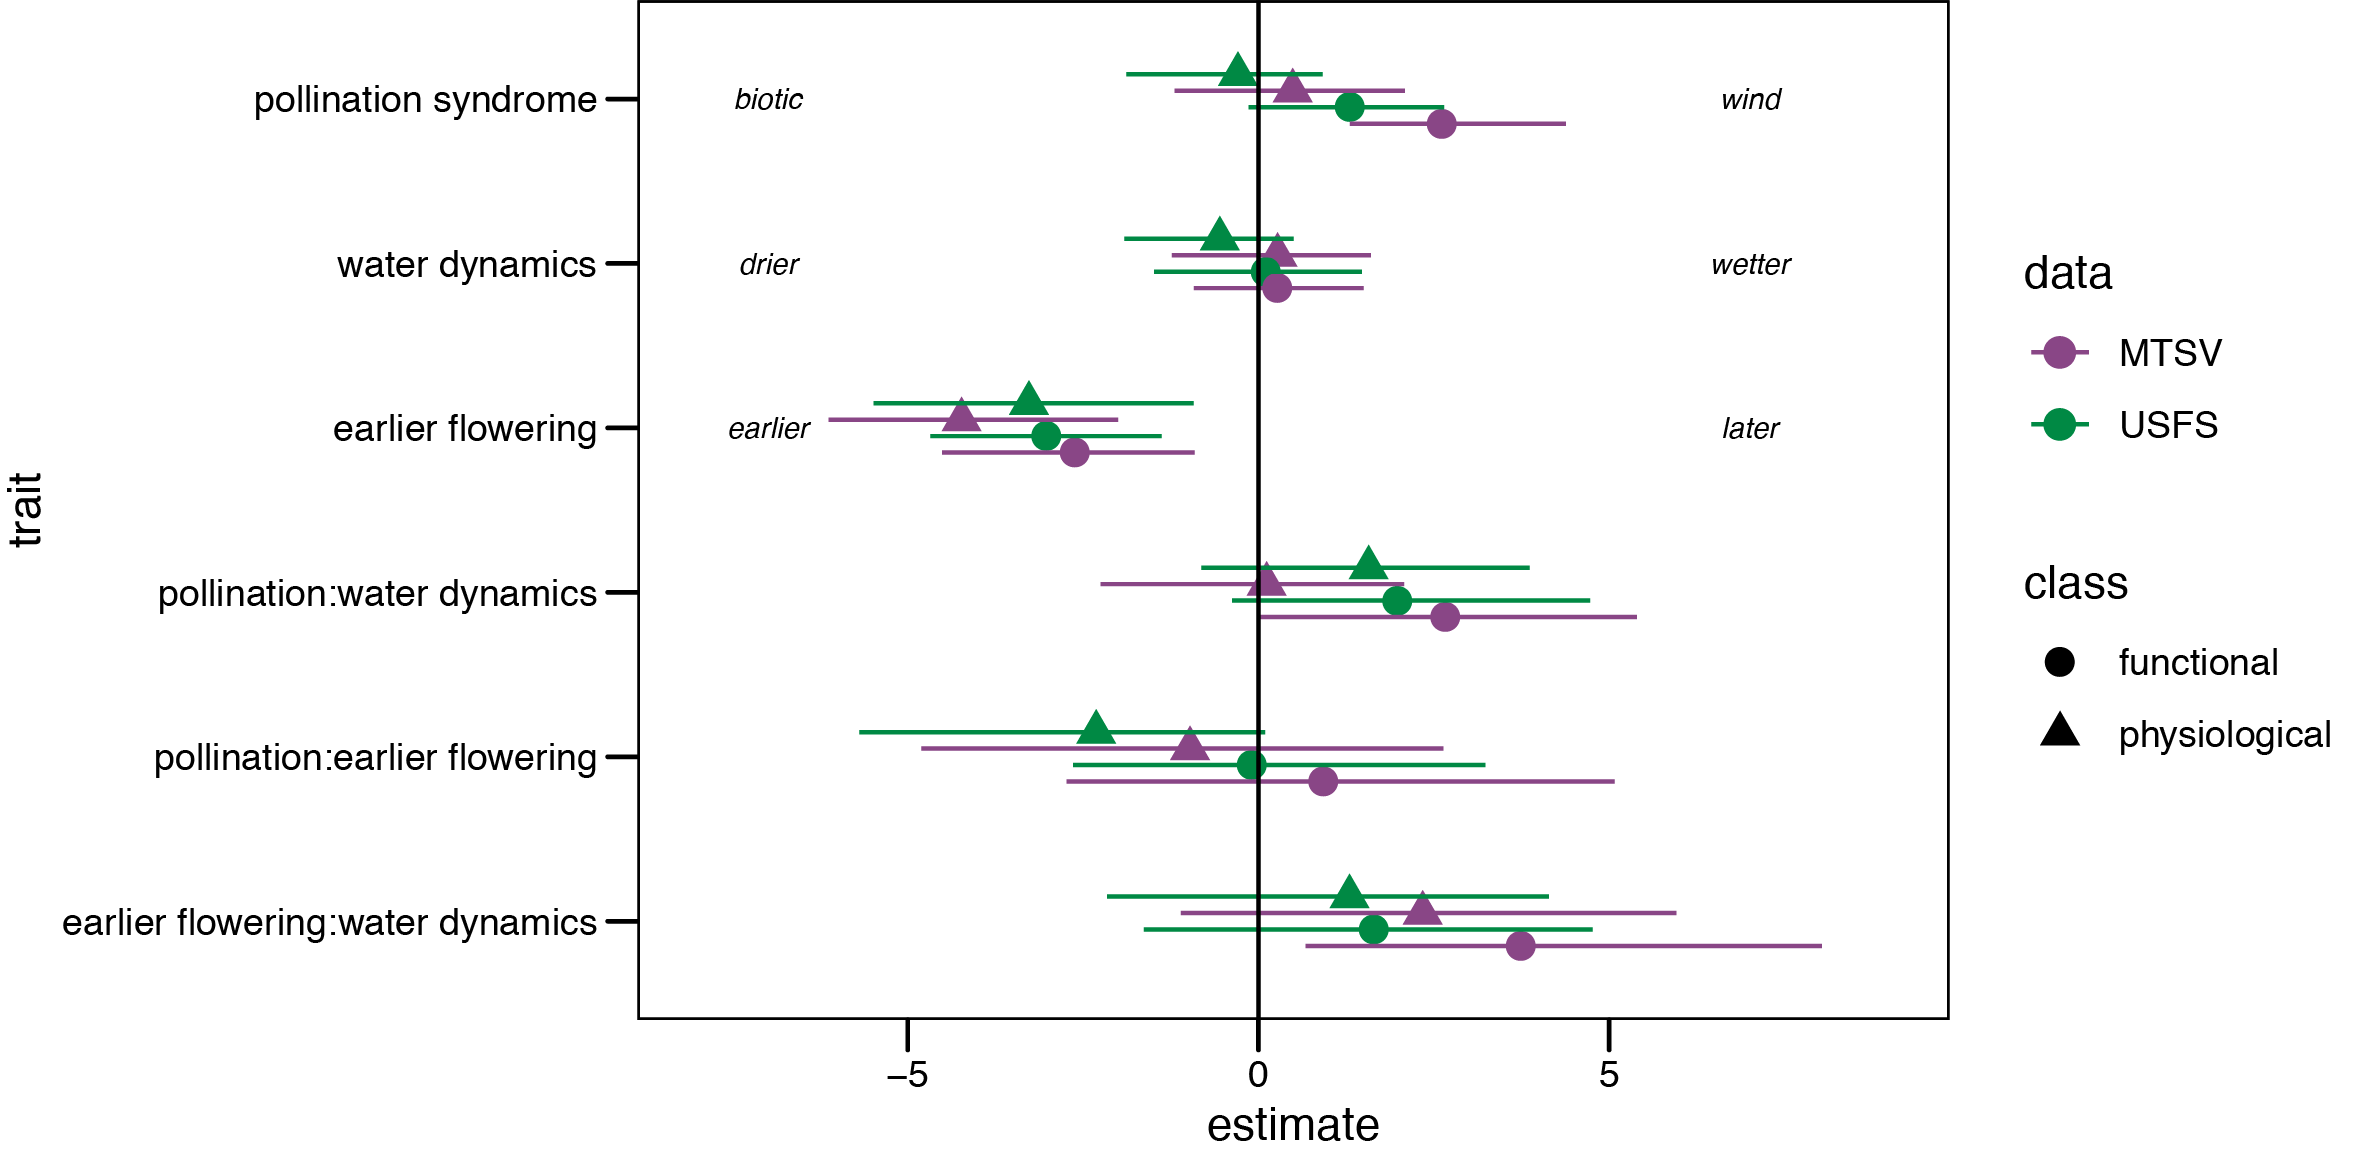 trait
pollination syndrome
biotic
wind
water dynamics
drier
wetter
earlier flowering
earlier
later
pollination:water dynamics
pollination:earlier flowering
earlier flowering:water dynamics
–5
0
5
estimate
data
MTSV
USFS
class
functional
physiological